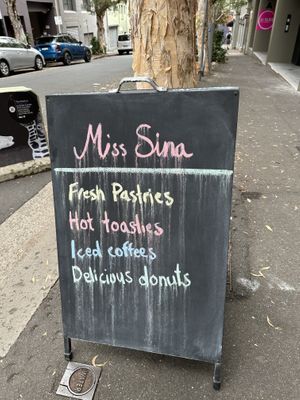 Miss Sina
Fresh Pastries
Hot toasties
Iced coffees
Delicious donuts